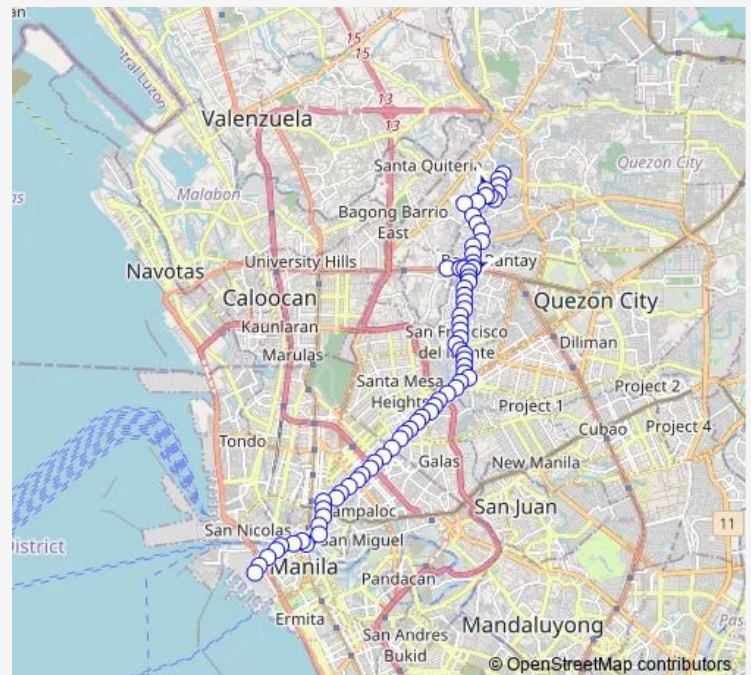 an
15
15
13
13
Valenzuela
Santa Quiteria
Quezon City
Malabon
Bagong Barrio
East
University Hills
Navotas
Caloocan
Quezon City
Kaunlaran
San Francisco
del Monte
Diliman
Marulas
Santa Mesa
Heights
Project 2
Project 1
Project 4
Cubao
Tondo
Galas
New Manila
San Juan
11
San Nicolas
San Miguel
District
Manila
Pandacan
Ermita
Mandaluyong
San Andres
Bukid
Pas
© OpenStreetMap contributors